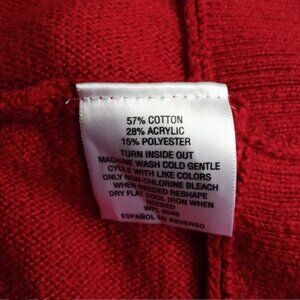 57% COTTON
28% ACRYLIC
15% POLYESTER
TURN INSIDE OUT
MACHINE WASH COLD GENTLE
CYCLE WITH LIKE COLORS
ONLY NON-CHLORINE BLEACH
WHEN NEEDED RESHAPE
DRY FLAT COOL IRON WHEN
NEEDED
ESPAÑOL EN REVERSO